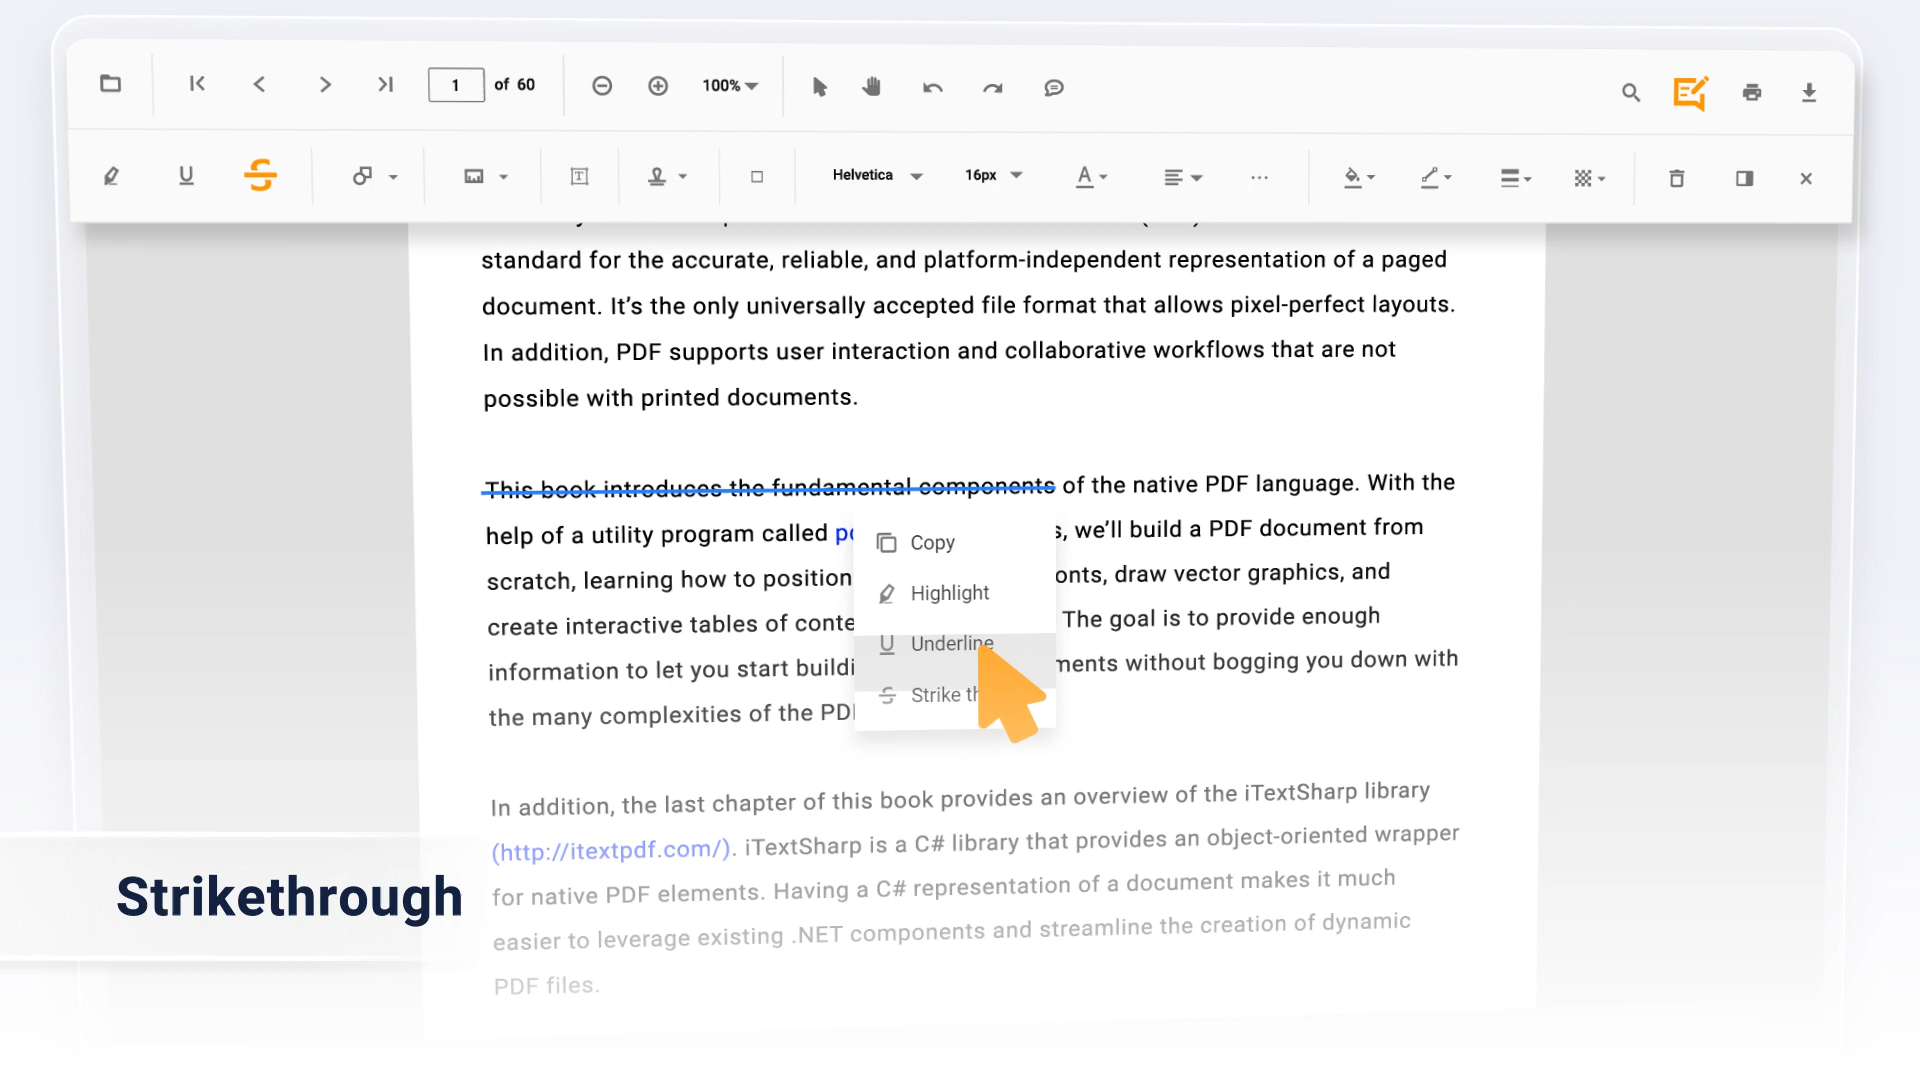 1 of 60 100%
Helvetica 16px
standard for the accurate, reliable, and platform-independent representation of a paged
document. It’s the only universally accepted file format that allows pixel-perfect layouts.
In addition, PDF supports user interaction and collaborative workflows that are not
possible with printed documents.
This book introduces the fundamental components of the native PDF language. With the
help of a utility program called we’ll build a PDF document from
scratch, learning how to position draw vector graphics, and
create interactive tables of The goal is to provide enough
information to let you start without bogging you down with
the many complexities of the
Copy
Highlight
Underline
Strike
In addition, the last chapter of this book provides an overview of the iTextSharp library
(http://itextpdf.com/). iTextSharp is a C# library that provides an object-oriented wrapper
for native PDF elements. Having a C# representation of a document makes it much
easier to leverage existing .NET components and streamline the creation of dynamic
PDF files.
Strikethrough